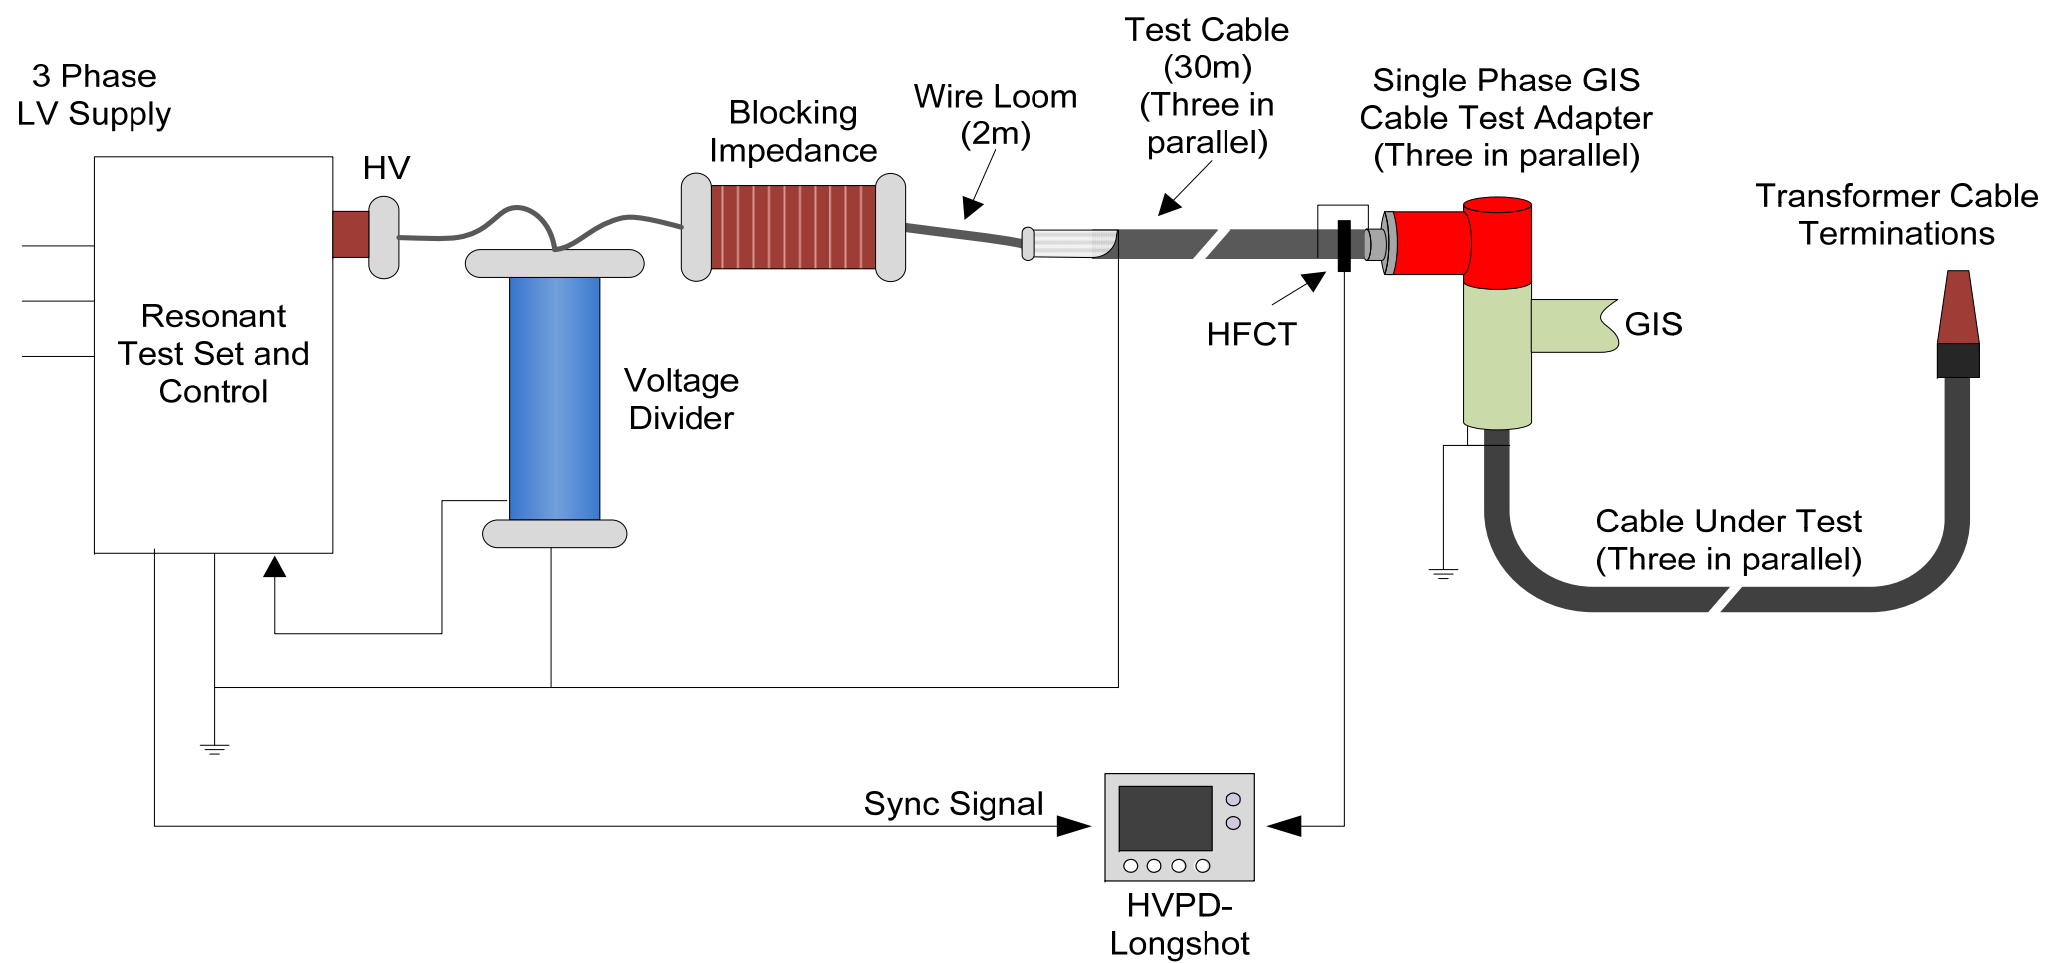 3 Phase
LV Supply
HV
Blocking
Impedance
Wire Loom
(2m)
Test Cable
(30m)
(Three in
parallel)
Single Phase GIS
Cable Test Adapter
(Three in parallel)
Transformer Cable
Terminations
Resonant
Test Set and
Control
Voltage
Divider
HFCT
GIS
Cable Under Test
(Three in parallel)
Sync Signal
HVPD-
Longshot